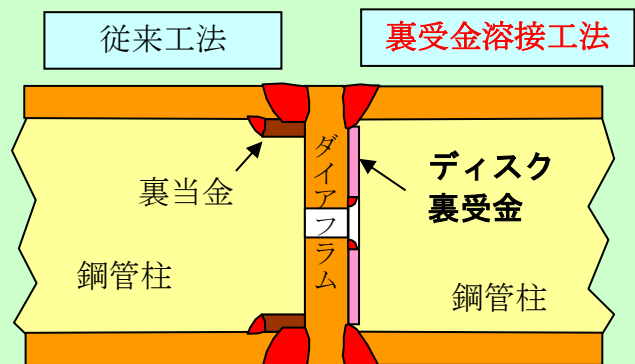 従来工法
裏受金溶接工法
裏当金
ダイアフラム
ディスク
裏受金
鋼管柱
鋼管柱